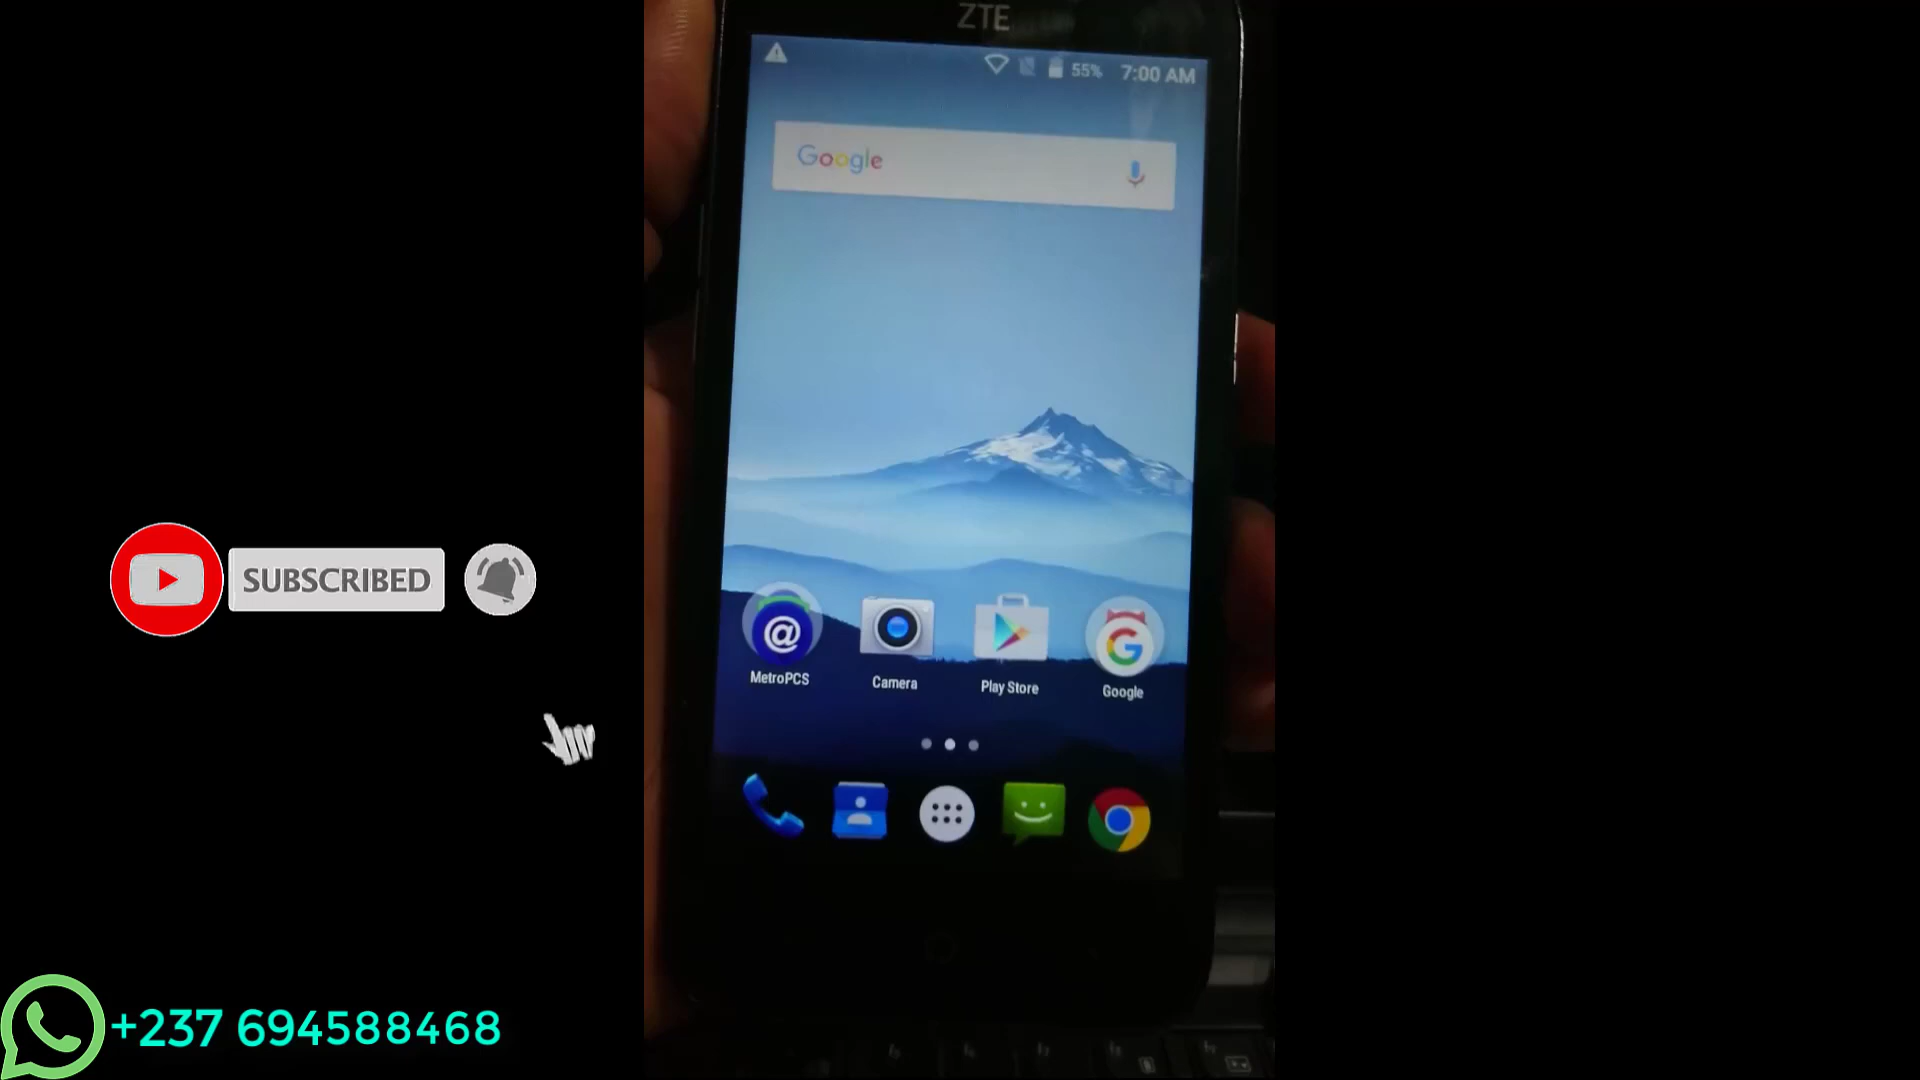 ZTE
55% 7:00 AM
Google
@
MetroPCS
Camera
Play Store
G
Google
SUBSCRIBED
+237 694588468